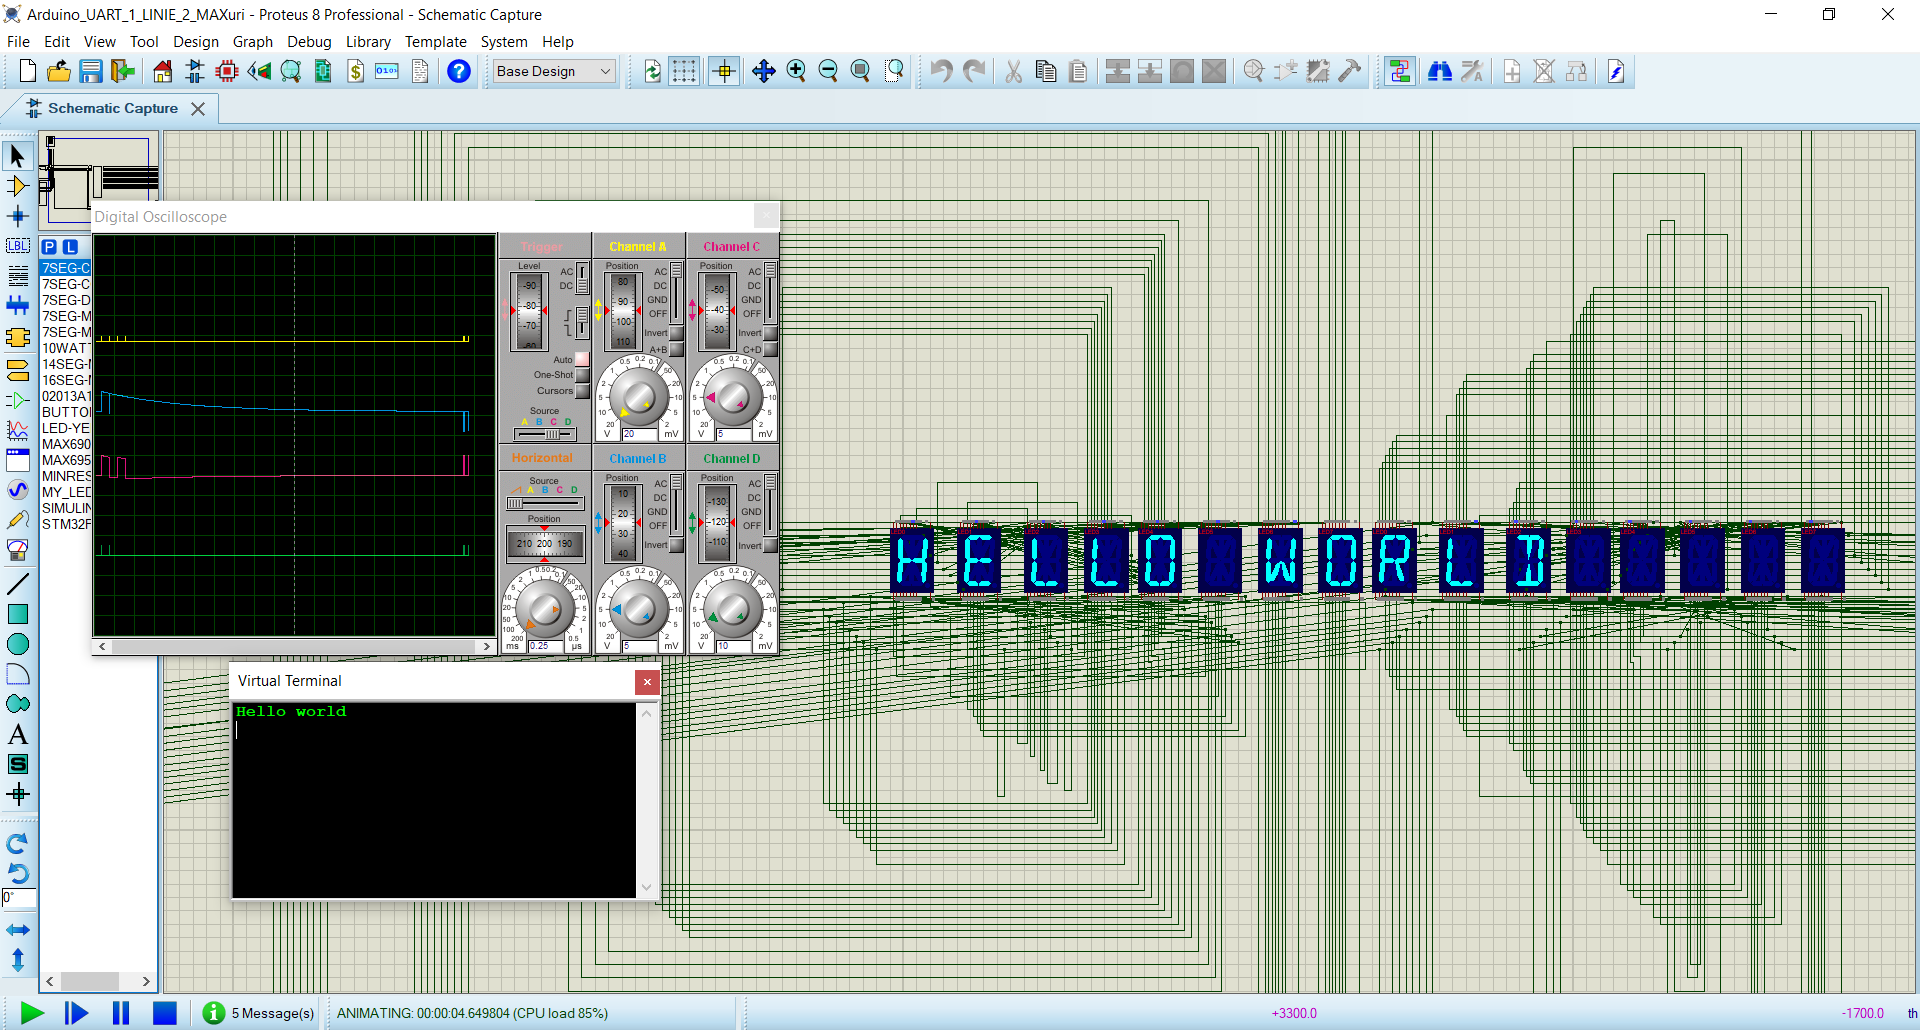 Arduino_UART_1_LINIE_2_MAXuri - Proteus 8 Professional - Schematic Capture
File Edit View Tool Design Graph Debug Library Template System Help
Base Design
Schematic Capture
Digital Oscilloscope
P L
7SEG-C
7SEG-C
7SEG-D
7SEG-M
7SEG-M
10WATT
14SEG-M
16SEG-M
02013A1
BUTTO
LED-YE
MAX690
MAX695
MINRES
MY_LED
SIMULIN
STM32F
LBL
A
S
0°
Trigger
Level
-90
-80
-70
AC
DC
Auto
One-Shot
Cursors
Source
A B C D
Channel A
Position
80
90
100
110
AC
DC
GND
OFF
Invert
A+B
V 20 mV
Channel C
Position
-50
-40
-30
AC
DC
GND
OFF
Invert
C+D
V 5 mV
Horizontal
Source
A B C D
Position
210 200 190
ms 0.25 µs
Channel B
Position
10
20
30
40
AC
DC
GND
OFF
Invert
V 5 mV
Channel D
Position
-130
-120
-110
AC
DC
GND
OFF
Invert
V 10 mV
HELLO WORLD
Virtual Terminal
Hello world
5 Message(s)
ANIMATING: 00:00:04.649804 (CPU load 85%)
+3300.0
-1700.0
th